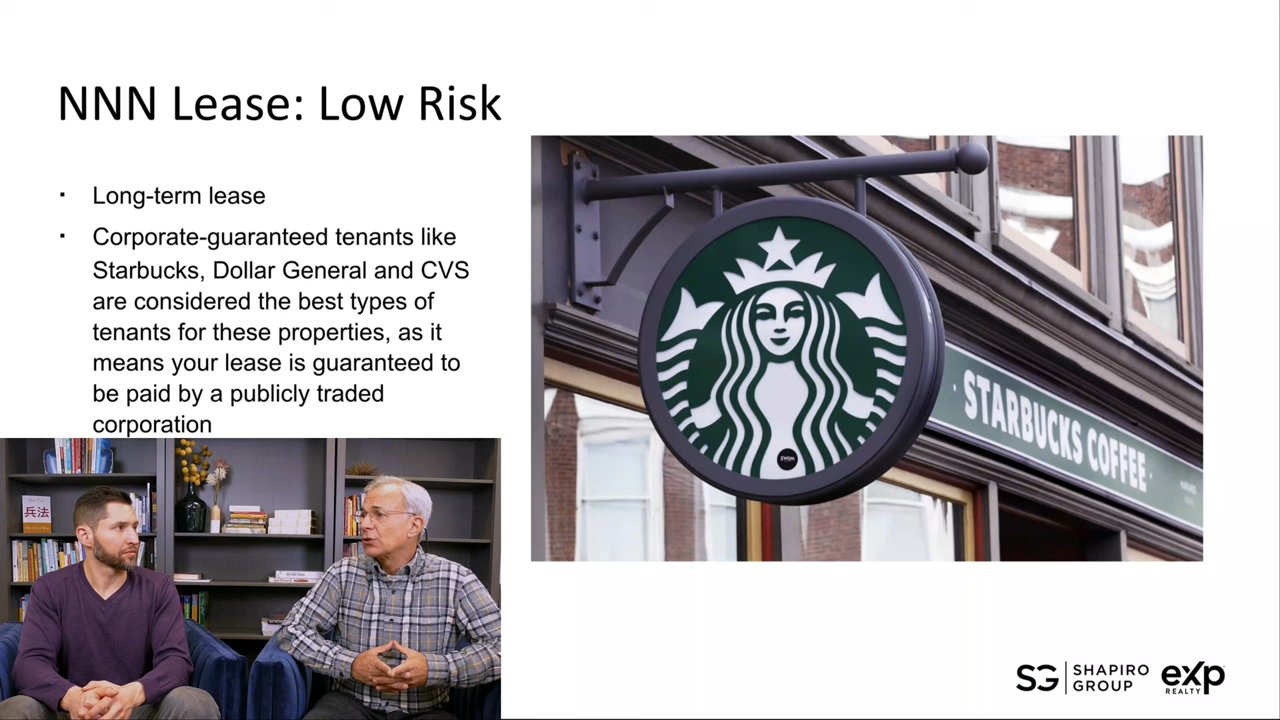 NNN Lease: Low Risk
▪ Long-term lease
▪ Corporate-guaranteed tenants like
Starbucks, Dollar General and CVS
are considered the best types of
tenants for these properties, as it
means your lease is guaranteed to
be paid by a publicly traded
corporation
STARBUCKS COFFEE
兵法
SG SHAPIRO
GROUP
eXp
REALTY